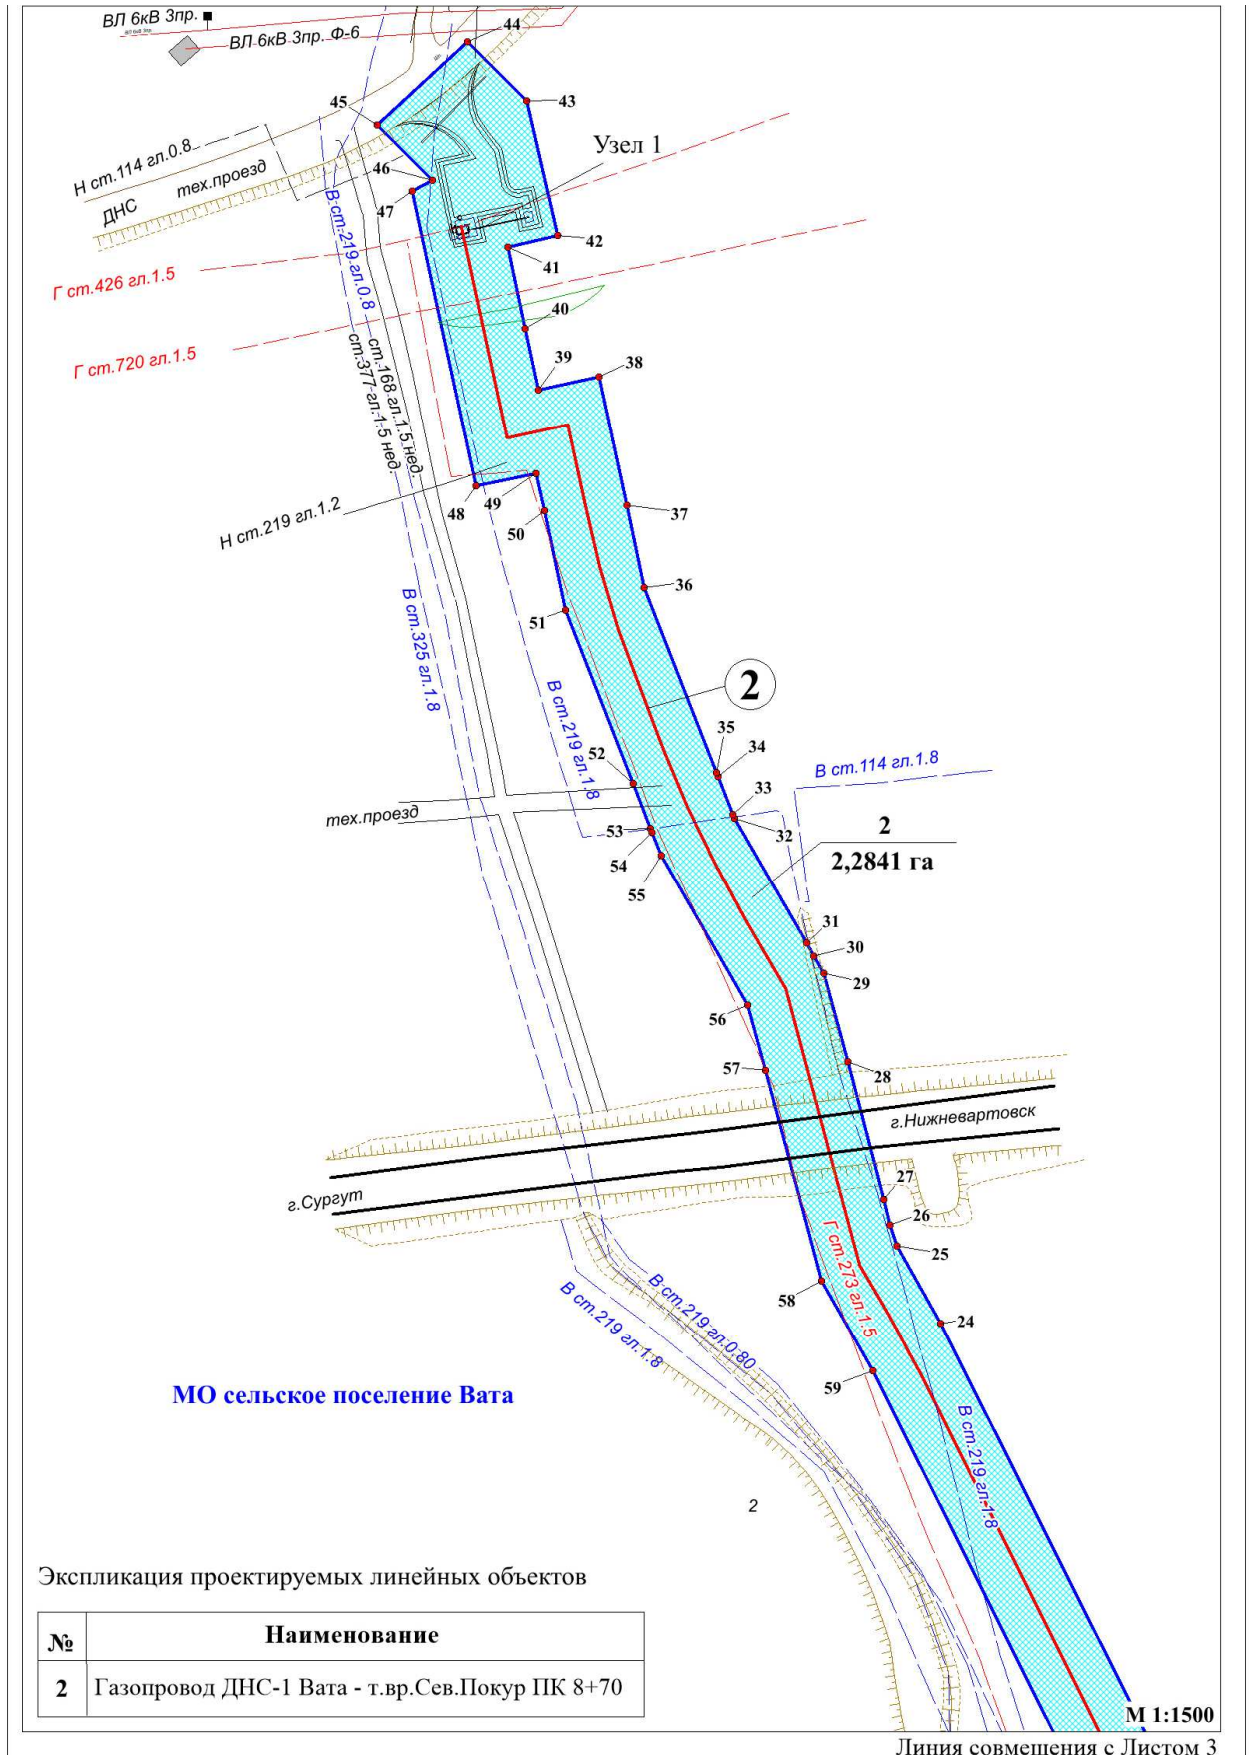 ВЛ 6кВ 3пр.
ВЛ 6кВ 3пр. Ф-6
44
43
45
Узел 1
Н ст.114 гл.0.8
тех.проезд
ДНС
46
47
42
41
В ст.219 гл.0.8
Г ст.426 гл.1.5
40
Г ст.720 гл.1.5
39
38
ст.168 гл.1.5 нед.
ст.377 гл.1.5 нед.
48
49
50
37
Н ст.219 гл.1.2
36
51
В ст.325 гл.1.8
2
В ст.219 гл.1.8
52
35
34
В ст.114 гл.1.8
33
32
тех.проезд
53
54
55
2
2,2841 га
31
30
29
56
57
28
г.Нижневартовск
г.Сургут
27
26
25
Г ст.273 гл.1.5
58
24
В ст.219 гл.0.80
В ст.219 гл.1.8
59
МО сельское поселение Вата
В ст.219 гл.1.8
2
Экспликация проектируемых линейных объектов
№ Наименование
2 Газопровод ДНС-1 Вата - т.вр.Сев.Покур ПК 8+70
М 1:1500
Линия совмещения с Листом 3